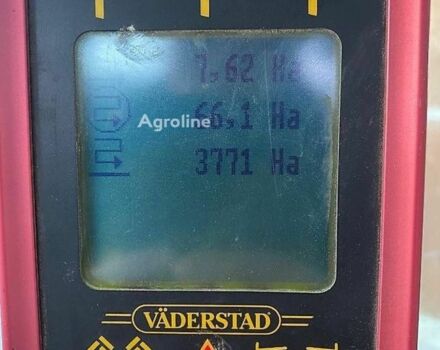 7,62 Ha
Agroline
66,1 Ha
3771 Ha
VÄDERSTAD